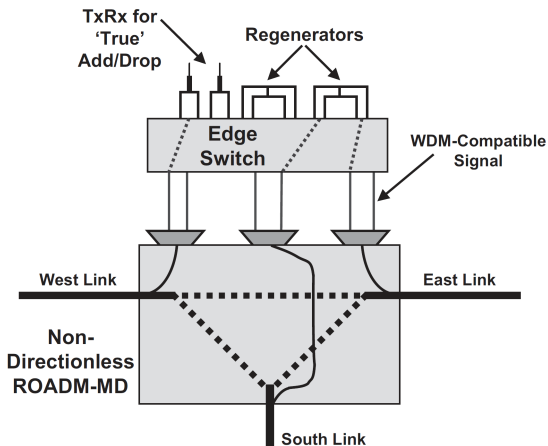 TxRx for
‘True’
Add/Drop
Regenerators
Edge
Switch
WDM-Compatible
Signal
West Link
East Link
Non-
Directionless
ROADM-MD
South Link